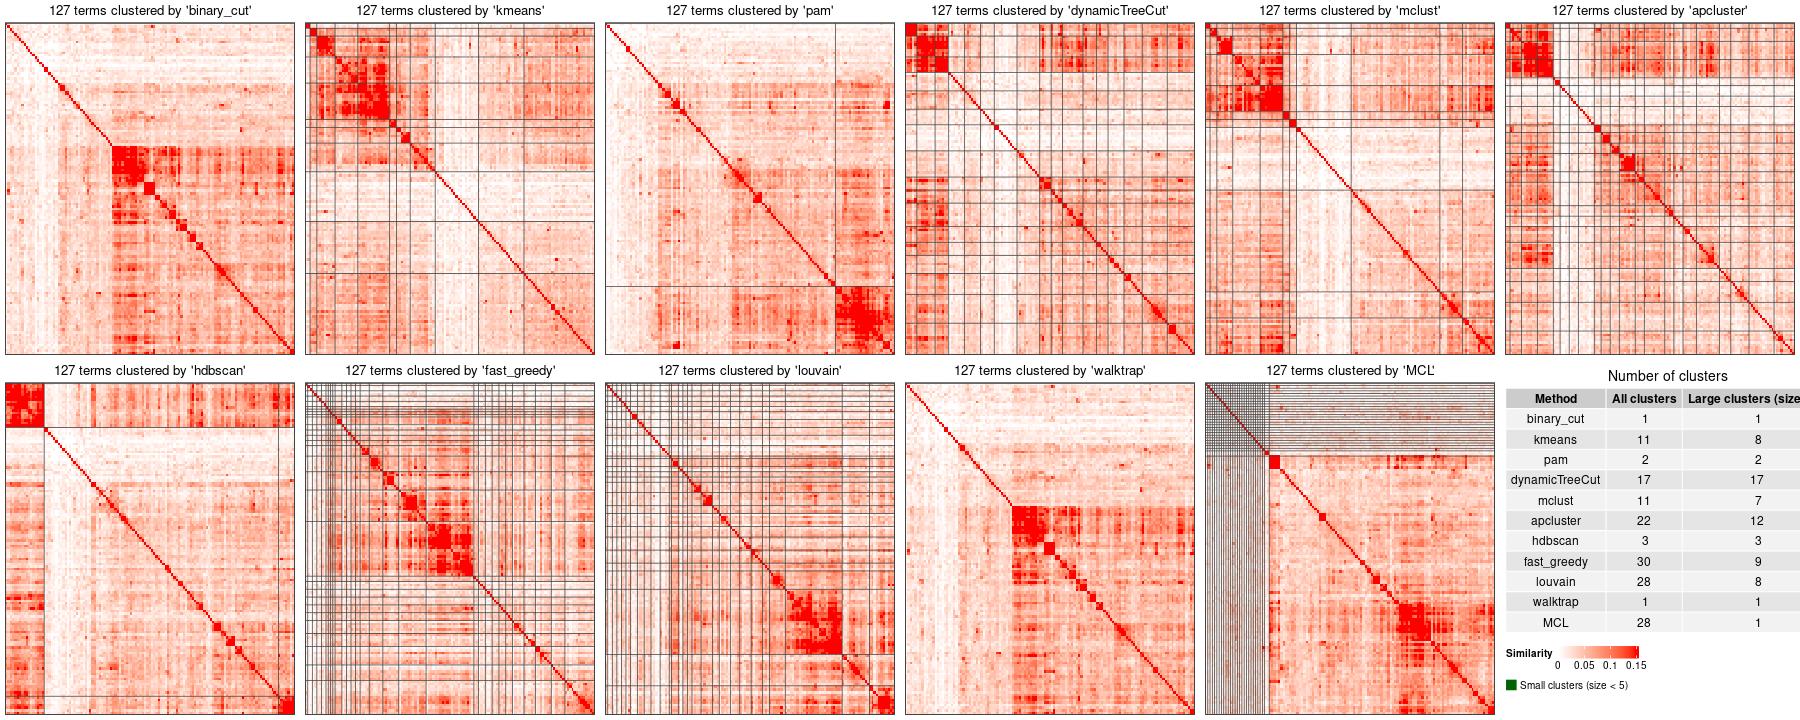 127 terms clustered by 'binary_cut'
127 terms clustered by 'kmeans'
127 terms clustered by 'pam'
127 terms clustered by 'dynamicTreeCut'
127 terms clustered by 'mclust'
127 terms clustered by 'apcluster'
127 terms clustered by 'hdbscan'
127 terms clustered by 'fast_greedy'
127 terms clustered by 'louvain'
127 terms clustered by 'walktrap'
127 terms clustered by 'MCL'
Number of clusters
Method All clusters Large clusters (size
binary_cut 1 1
kmeans 11 8
pam 2 2
dynamicTreeCut 17 17
mclust 11 7
apcluster 22 12
hdbscan 3 3
fast_greedy 30 9
louvain 28 8
walktrap 1 1
MCL 28 1
Similarity
0 0.05 0.1 0.15
Small clusters (size < 5)